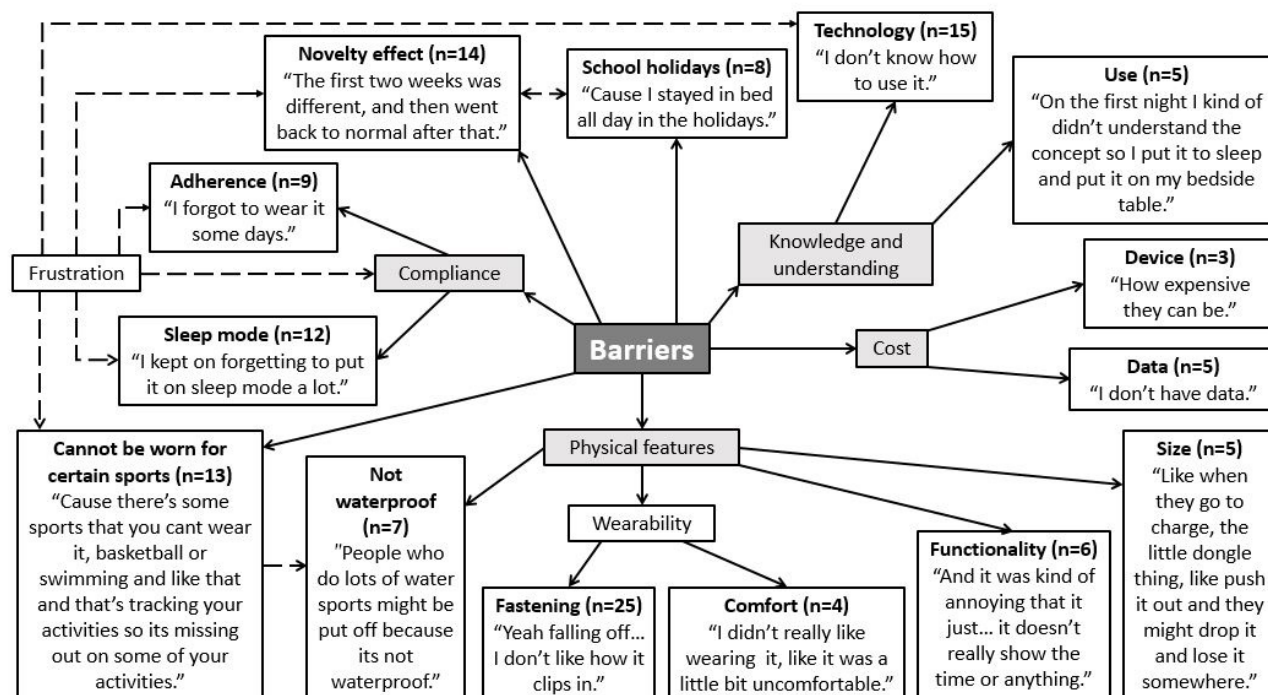 Technology (n=15)
“I don’t know how
to use it.”
Novelty effect (n=14)
“The first two weeks was
different, and then went
back to normal after that.”
School holidays (n=8)
“Cause I stayed in bed
all day in the holidays.”
Use (n=5)
“On the first night I kind of
didn’t understand the
concept so I put it to sleep
and put it on my bedside
table.”
Adherence (n=9)
“I forgot to wear it
some days.”
Knowledge and
understanding
Frustration
Compliance
Device (n=3)
“How expensive
they can be.”
Sleep mode (n=12)
“I kept on forgetting to put
it on sleep mode a lot.”
Barriers
Cost
Data (n=5)
“I don’t have data.”
Cannot be worn for
certain sports (n=13)
“Cause there’s some
sports that you cant wear
it, basketball or
swimming and like that
and that’s tracking your
activities so its missing
out on some of your
activities.”
Not
waterproof
(n=7)
"People who
do lots of water
sports might be
put off because
its not
waterproof.”
Physical features
Wearability
Fastening (n=25)
“Yeah falling off…
I don’t like how it
clips in.”
Comfort (n=4)
“I didn’t really like
wearing it, like it was a
little bit uncomfortable.”
Functionality (n=6)
“And it was kind of
annoying that it
just… it doesn’t
really show the
time or anything.”
Size (n=5)
“Like when
they go to
charge, the
little dongle
thing, like push
it out and they
might drop it
and lose it
somewhere.”